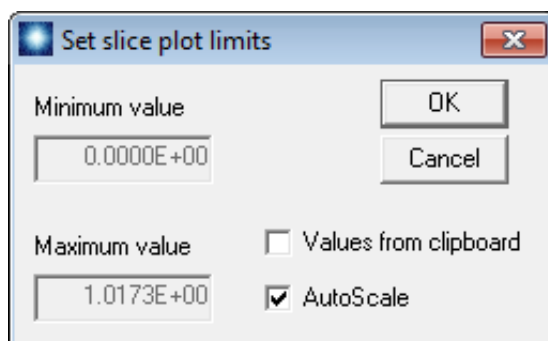 Set slice plot limits
Minimum value
OK
0.0000E+00
Cancel
Maximum value
Values from clipboard
1.0173E+00
AutoScale